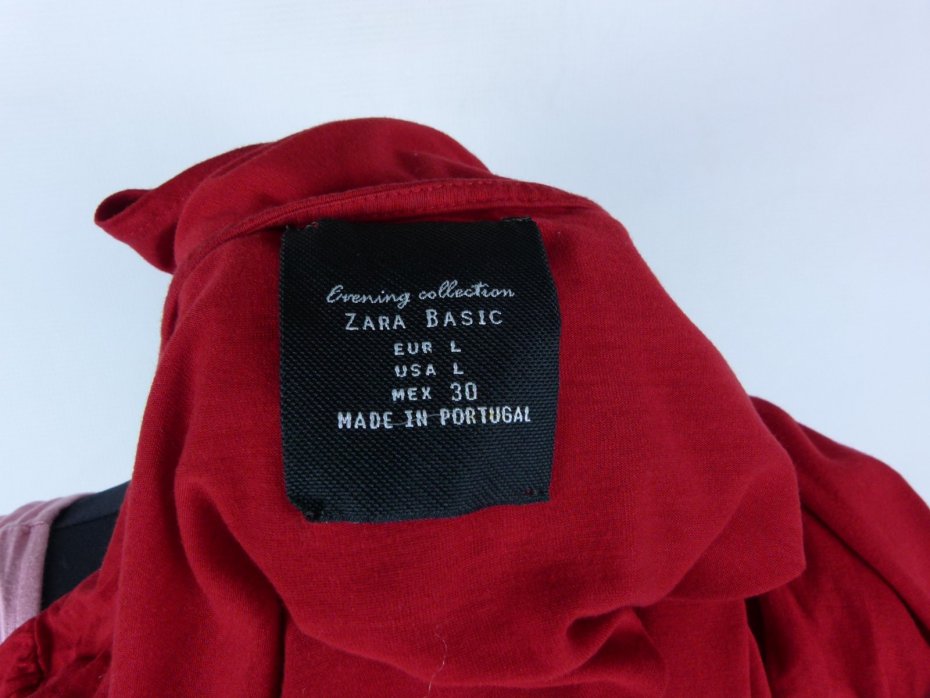 Evening collection
ZARA BASIC
EUR L
USA L
MEX 30
MADE IN PORTUGAL